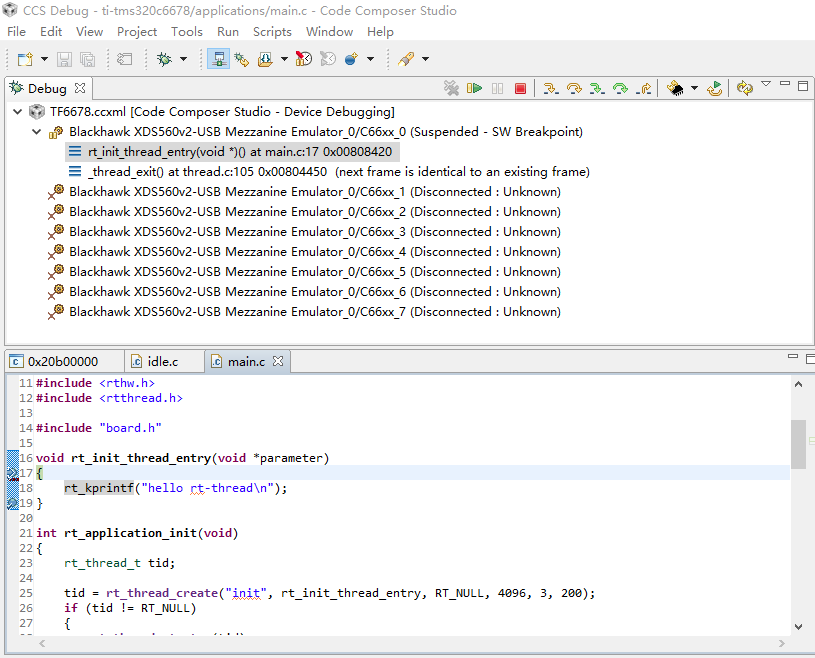 CCS Debug - ti-tms320c6678/applications/main.c - Code Composer Studio
File Edit View Project Tools Run Scripts Window Help
Debug
TF6678.ccxml [Code Composer Studio - Device Debugging]
Blackhawk XDS560v2-USB Mezzanine Emulator_0/C66xx_0 (Suspended - SW Breakpoint)
rt_init_thread_entry(void *)() at main.c:17 0x00808420
_thread_exit() at thread.c:105 0x00804450 (next frame is identical to an existing frame)
Blackhawk XDS560v2-USB Mezzanine Emulator_0/C66xx_1 (Disconnected : Unknown)
Blackhawk XDS560v2-USB Mezzanine Emulator_0/C66xx_2 (Disconnected : Unknown)
Blackhawk XDS560v2-USB Mezzanine Emulator_0/C66xx_3 (Disconnected : Unknown)
Blackhawk XDS560v2-USB Mezzanine Emulator_0/C66xx_4 (Disconnected : Unknown)
Blackhawk XDS560v2-USB Mezzanine Emulator_0/C66xx_5 (Disconnected : Unknown)
Blackhawk XDS560v2-USB Mezzanine Emulator_0/C66xx_6 (Disconnected : Unknown)
Blackhawk XDS560v2-USB Mezzanine Emulator_0/C66xx_7 (Disconnected : Unknown)
0x20b00000 idle.c main.c
11 #include <rthw.h>
12 #include <rtthread.h>
13
14 #include "board.h"
15
16 void rt_init_thread_entry(void *parameter)
17 {
18     rt_kprintf("hello rt-thread\n");
19 }
20
21 int rt_application_init(void)
22 {
23     rt_thread_t tid;
24
25     tid = rt_thread_create("init", rt_init_thread_entry, RT_NULL, 4096, 3, 200);
26     if (tid != RT_NULL)
27     {